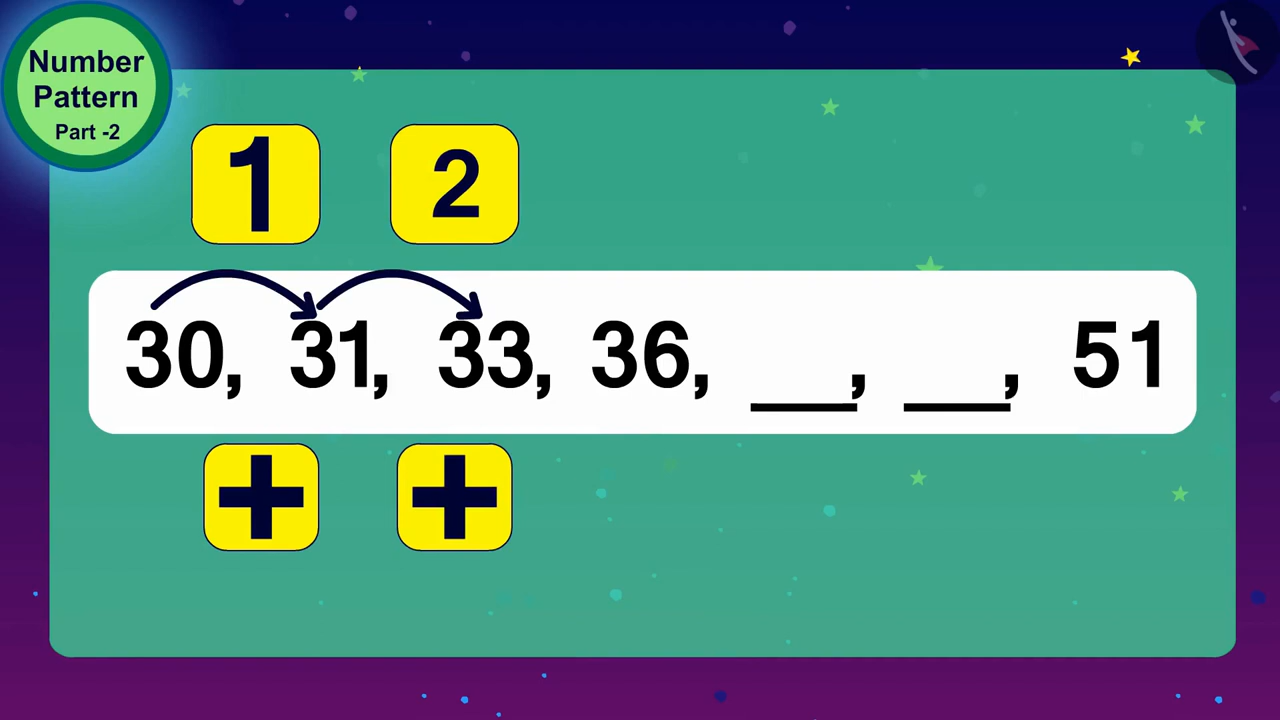 Number
Pattern
Part -2
1 2
30, 31, 33, 36, __, __, 51
+ +